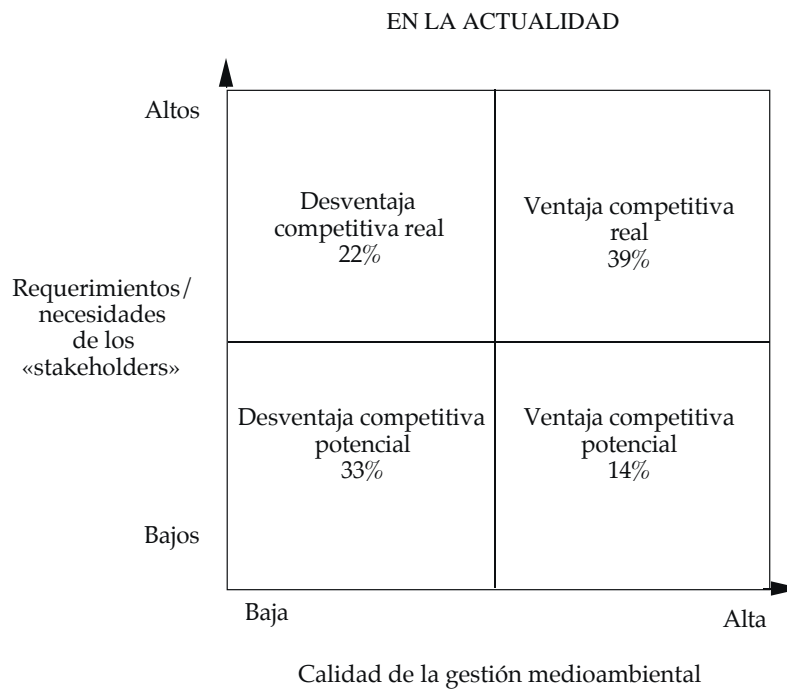 EN LA ACTUALIDAD
Altos
Desventaja
competitiva real
22%
Ventaja competitiva
real
39%
Requerimientos/
necesidades
de los
«stakeholders»
Desventaja competitiva
potencial
33%
Ventaja competitiva
potencial
14%
Bajos
Baja
Alta
Calidad de la gestión medioambiental